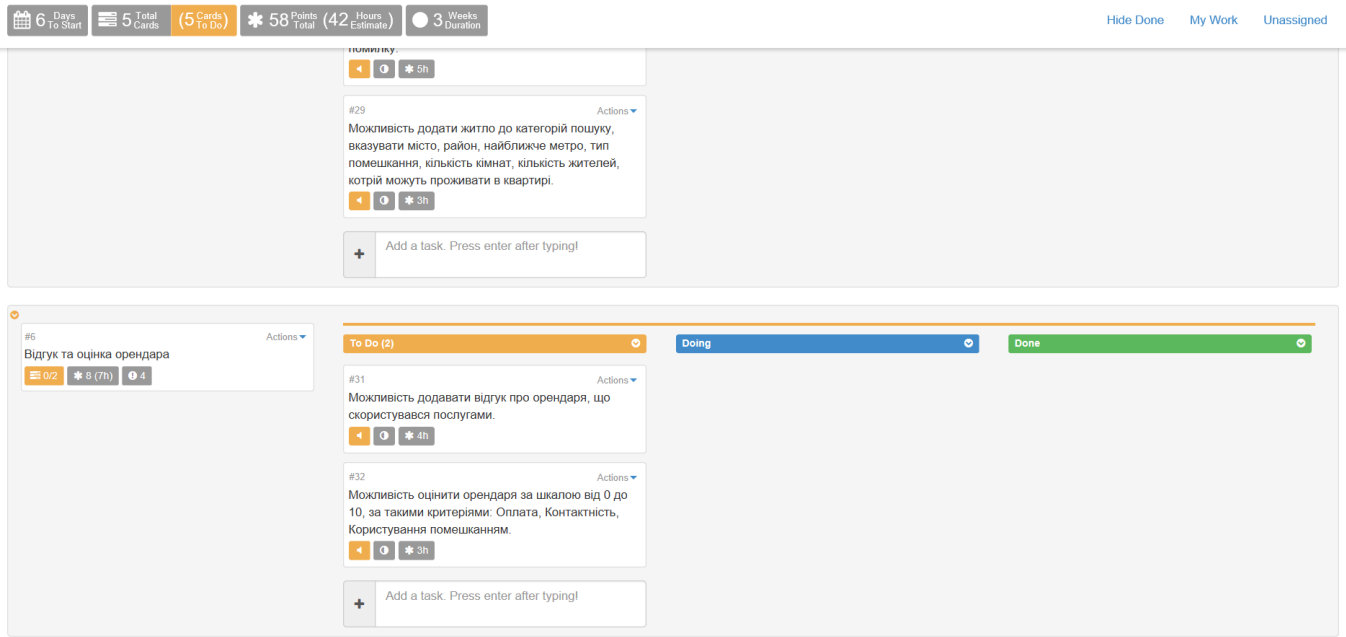 6 Days To Start 5 Total Cards (5 Cards To Do) 58 Points Total (42 Hours Estimate) 3 Weeks Duration
Hide Done My Work Unassigned
помилку.
5h
#29 Actions
Можливість додати житло до категорій пошуку,
вказувати місто, район, найближче метро, тип
помешкання, кількість кімнат, кількість жителей,
котрій можуть проживати в квартирі.
3h
Add a task. Press enter after typing!
#6 Actions
Відгук та оцінка орендара
0/2 8 (7h) 4
To Do (2) Doing Done
#31 Actions
Можливість додавати відгук про орендаря, що
скористувався послугами.
4h
#32 Actions
Можливість оцінити орендаря за шкалою від 0 до
10, за такими критеріями: Оплата, Контактність,
Користування помешканням.
3h
Add a task. Press enter after typing!